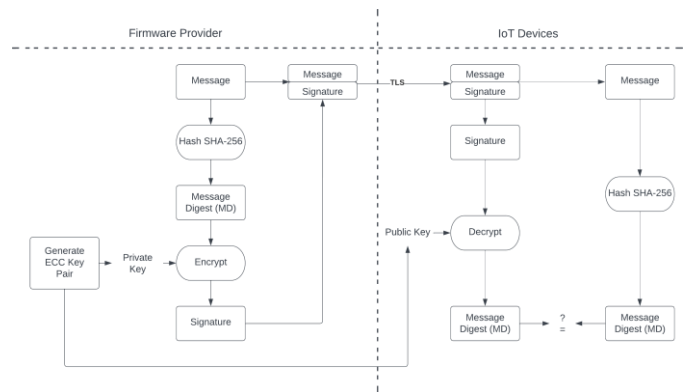 Firmware Provider
IoT Devices
Message
Message
Signature
TLS
Message
Signature
Message
Hash SHA-256
Signature
Message
Digest (MD)
Hash SHA-256
Generate
ECC Key
Pair
Private
Key
Encrypt
Public Key
Decrypt
Signature
Message
Digest (MD)
?
=
Message
Digest (MD)